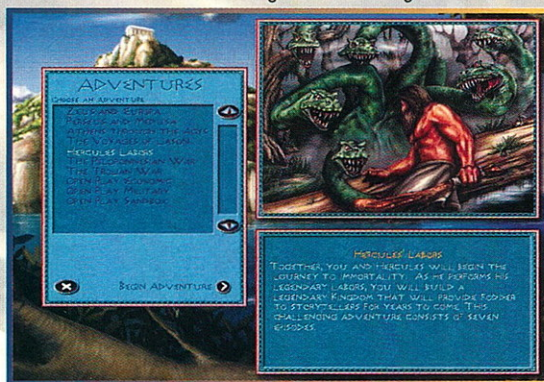 ADVENTURES
CHOOSE AN ADVENTURE
ZEUS AND EUROPA
PERSEUS AND MEDUSA
ATHENS THROUGH THE AGES
THE VOYAGES OF JASON
HERCULES' LABORS
THE PELOPONNESIAN WAR
THE TROJAN WAR
OPEN PLAY ECONOMIC
OPEN PLAY MILITARY
OPEN PLAY SANDBOX
BEGIN ADVENTURE
HERCULES' LABORS
TOGETHER, YOU AND HERCULES WILL BEGIN THE
JOURNEY TO IMMORTALITY. AS HE PERFORMS HIS
LEGENDARY LABORS, YOU WILL BUILD A
LEGENDARY KINGDOM THAT WILL PROVIDE FODDER
TO STORYTELLERS FOR YEARS TO COME. THIS
CHALLENGING ADVENTURE CONSISTS OF SEVEN
EPISODES.